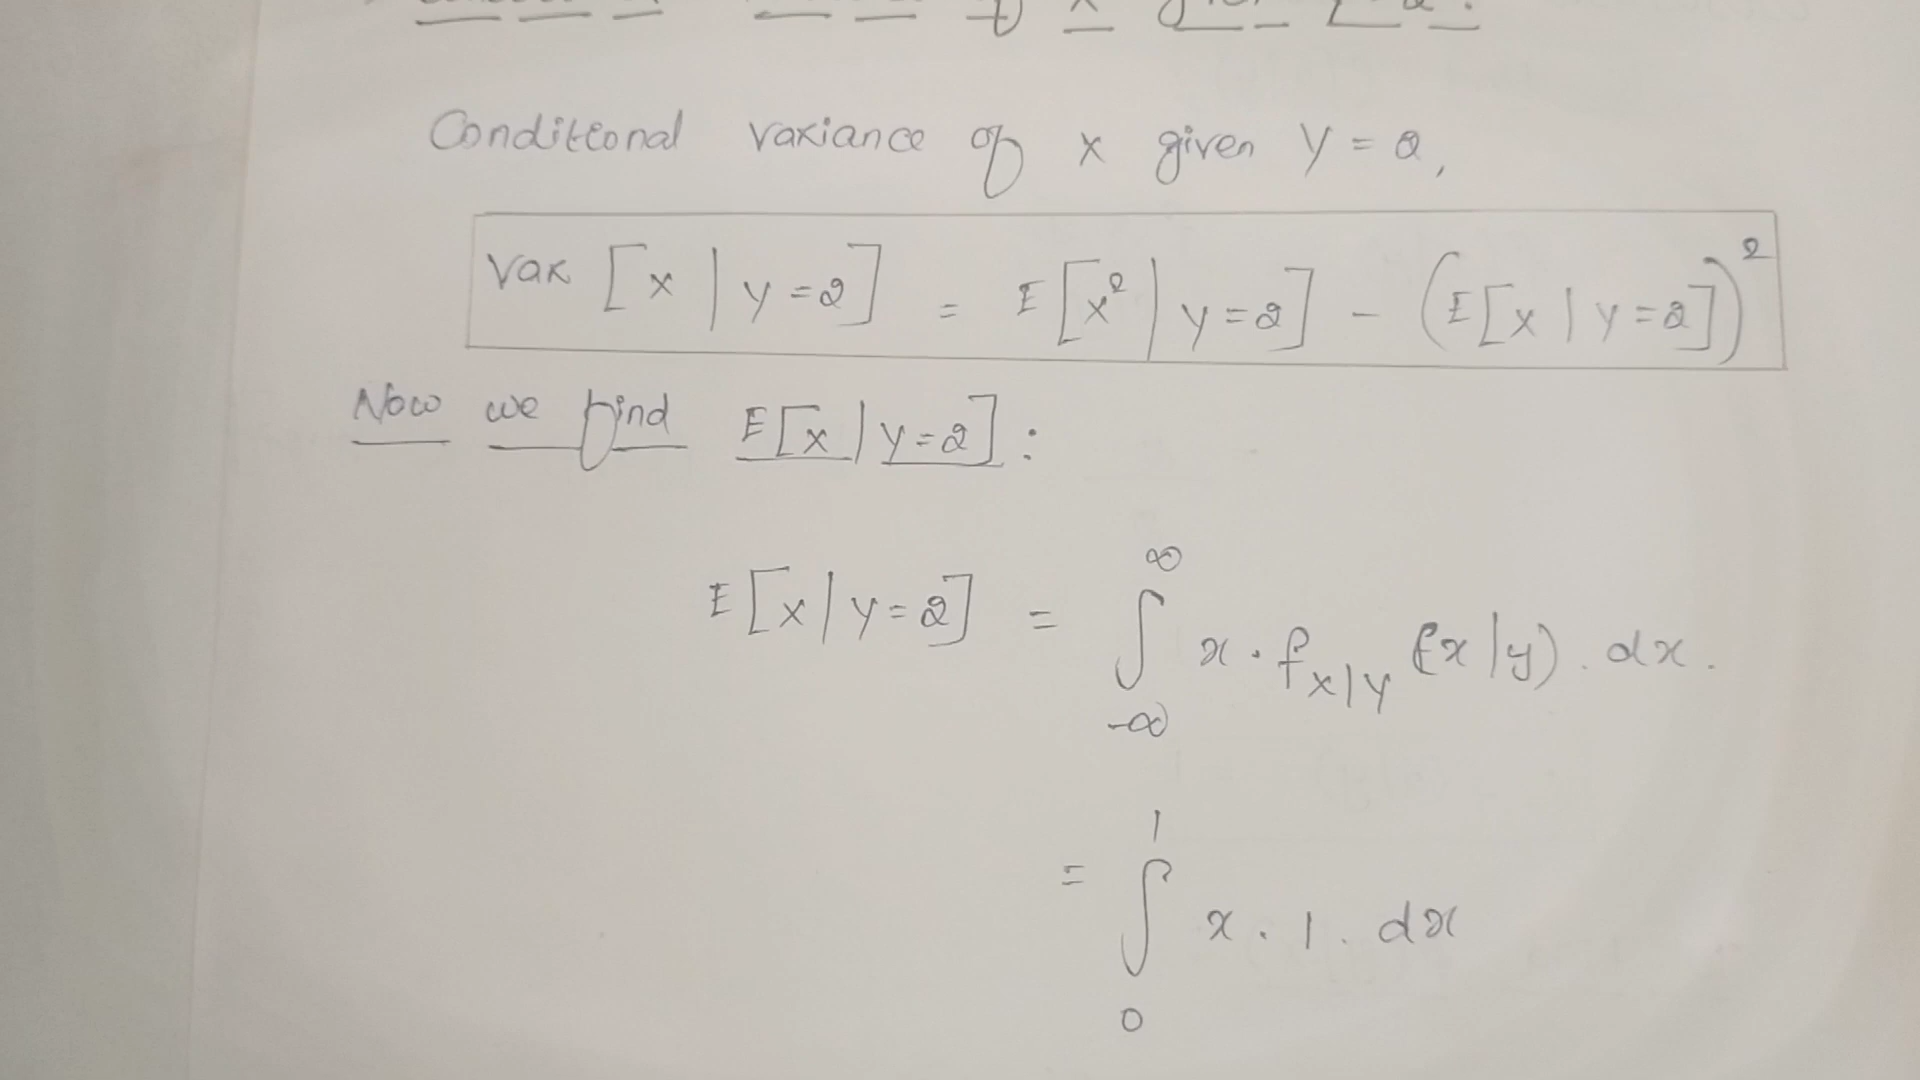 Conditional variance of x given Y = 2,
Var [x | y=2] = E[x² | y=2] - (E[x | y=2])²
Now we find E[x | y=2] :
E[x | y=2] = ∫_{-∞}^{∞} x . f_{x|y} (x|y) . dx .
= ∫_{0}^{1} x . 1 . dx